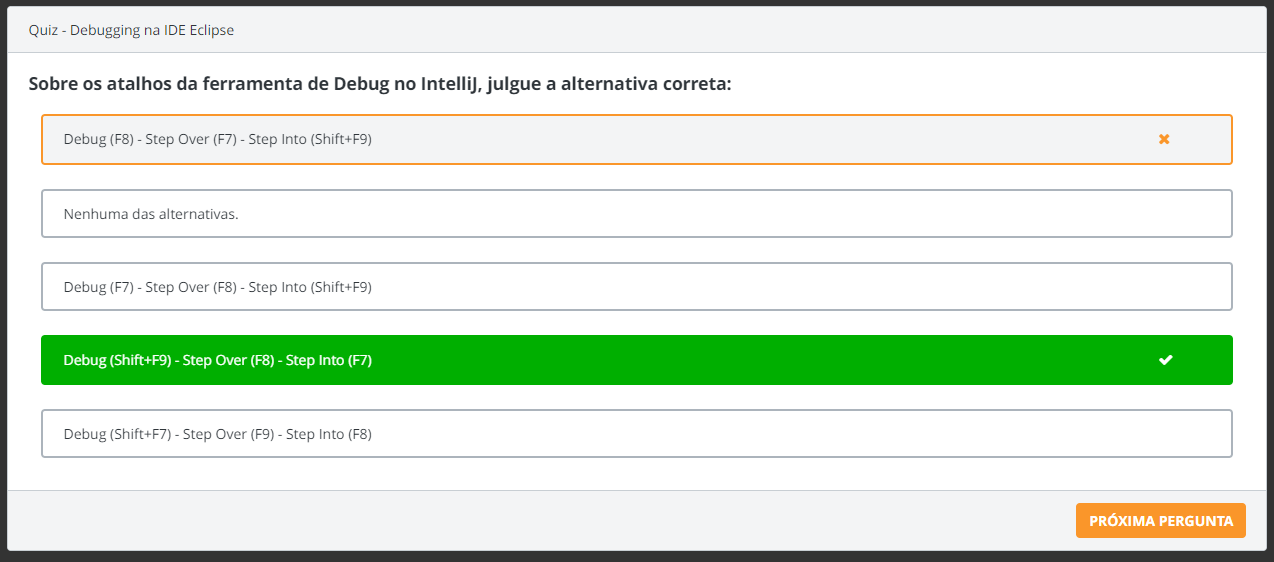 Quiz - Debugging na IDE Eclipse
Sobre os atalhos da ferramenta de Debug no IntelliJ, julgue a alternativa correta:
Debug (F8) - Step Over (F7) - Step Into (Shift+F9)
Nenhuma das alternativas.
Debug (F7) - Step Over (F8) - Step Into (Shift+F9)
Debug (Shift+F9) - Step Over (F8) - Step Into (F7)
Debug (Shift+F7) - Step Over (F9) - Step Into (F8)
PRÓXIMA PERGUNTA